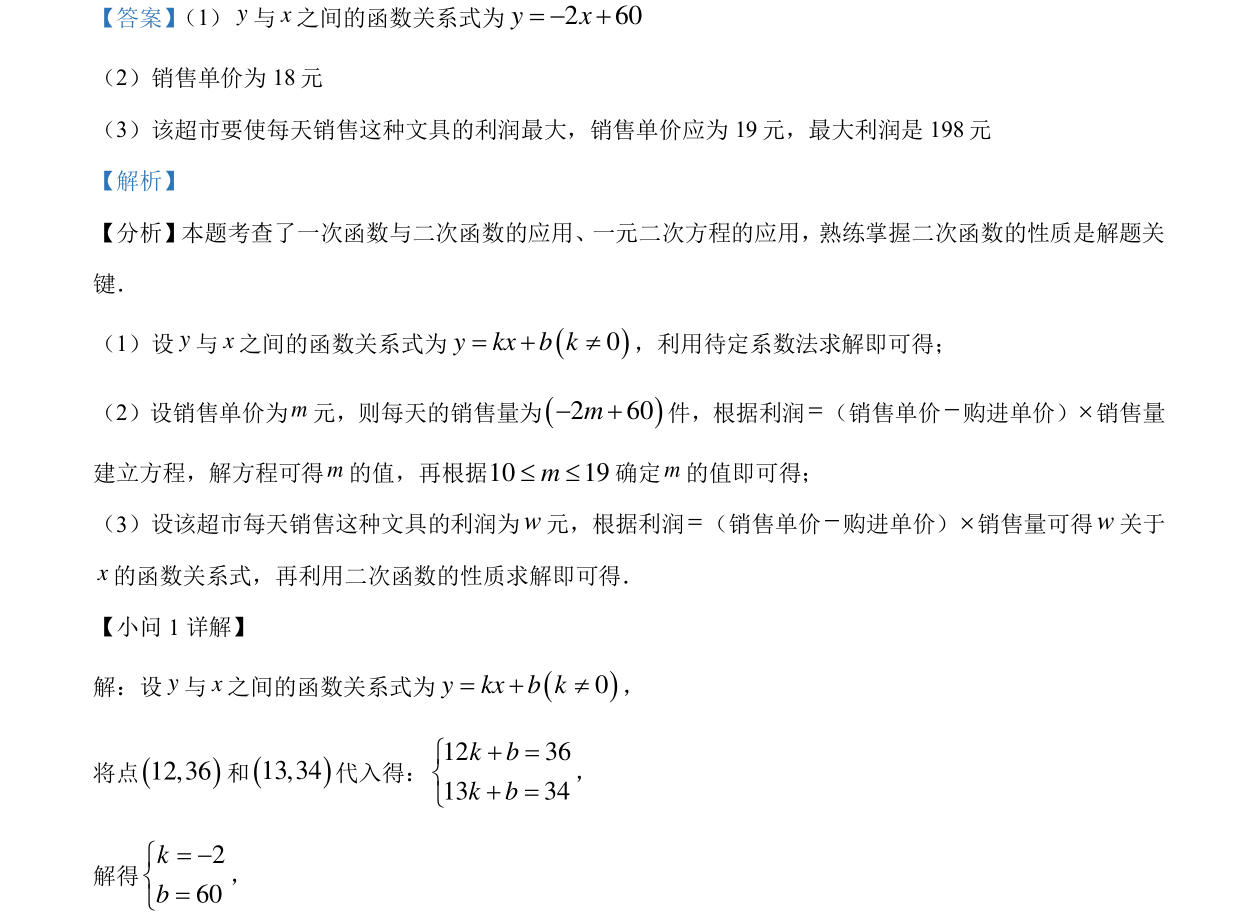 【答案】（1） y 与 x 之间的函数关系式为 y = −2x + 60
（2）销售单价为 18 元
（3）该超市要使每天销售这种文具的利润最大，销售单价应为 19 元，最大利润是 198 元
【解析】
【分析】本题考查了一次函数与二次函数的应用、一元二次方程的应用，熟练掌握二次函数的性质是解题关
键．
（1）设 y 与 x 之间的函数关系式为 y = kx + b(k ≠ 0)，利用待定系数法求解即可得；
（2）设销售单价为 m 元，则每天的销售量为(−2m + 60)件，根据利润=（销售单价−购进单价）×销售量
建立方程，解方程可得 m 的值，再根据10 ≤ m ≤ 19 确定 m 的值即可得；
（3）设该超市每天销售这种文具的利润为 w 元，根据利润=（销售单价−购进单价）×销售量可得 w 关于
x 的函数关系式，再利用二次函数的性质求解即可得．
【小问 1 详解】
解：设 y 与 x 之间的函数关系式为 y = kx + b(k ≠ 0)，
将点(12,36)和(13,34)代入得：{12k + b = 36
13k + b = 34，
解得{k = −2
b = 60，